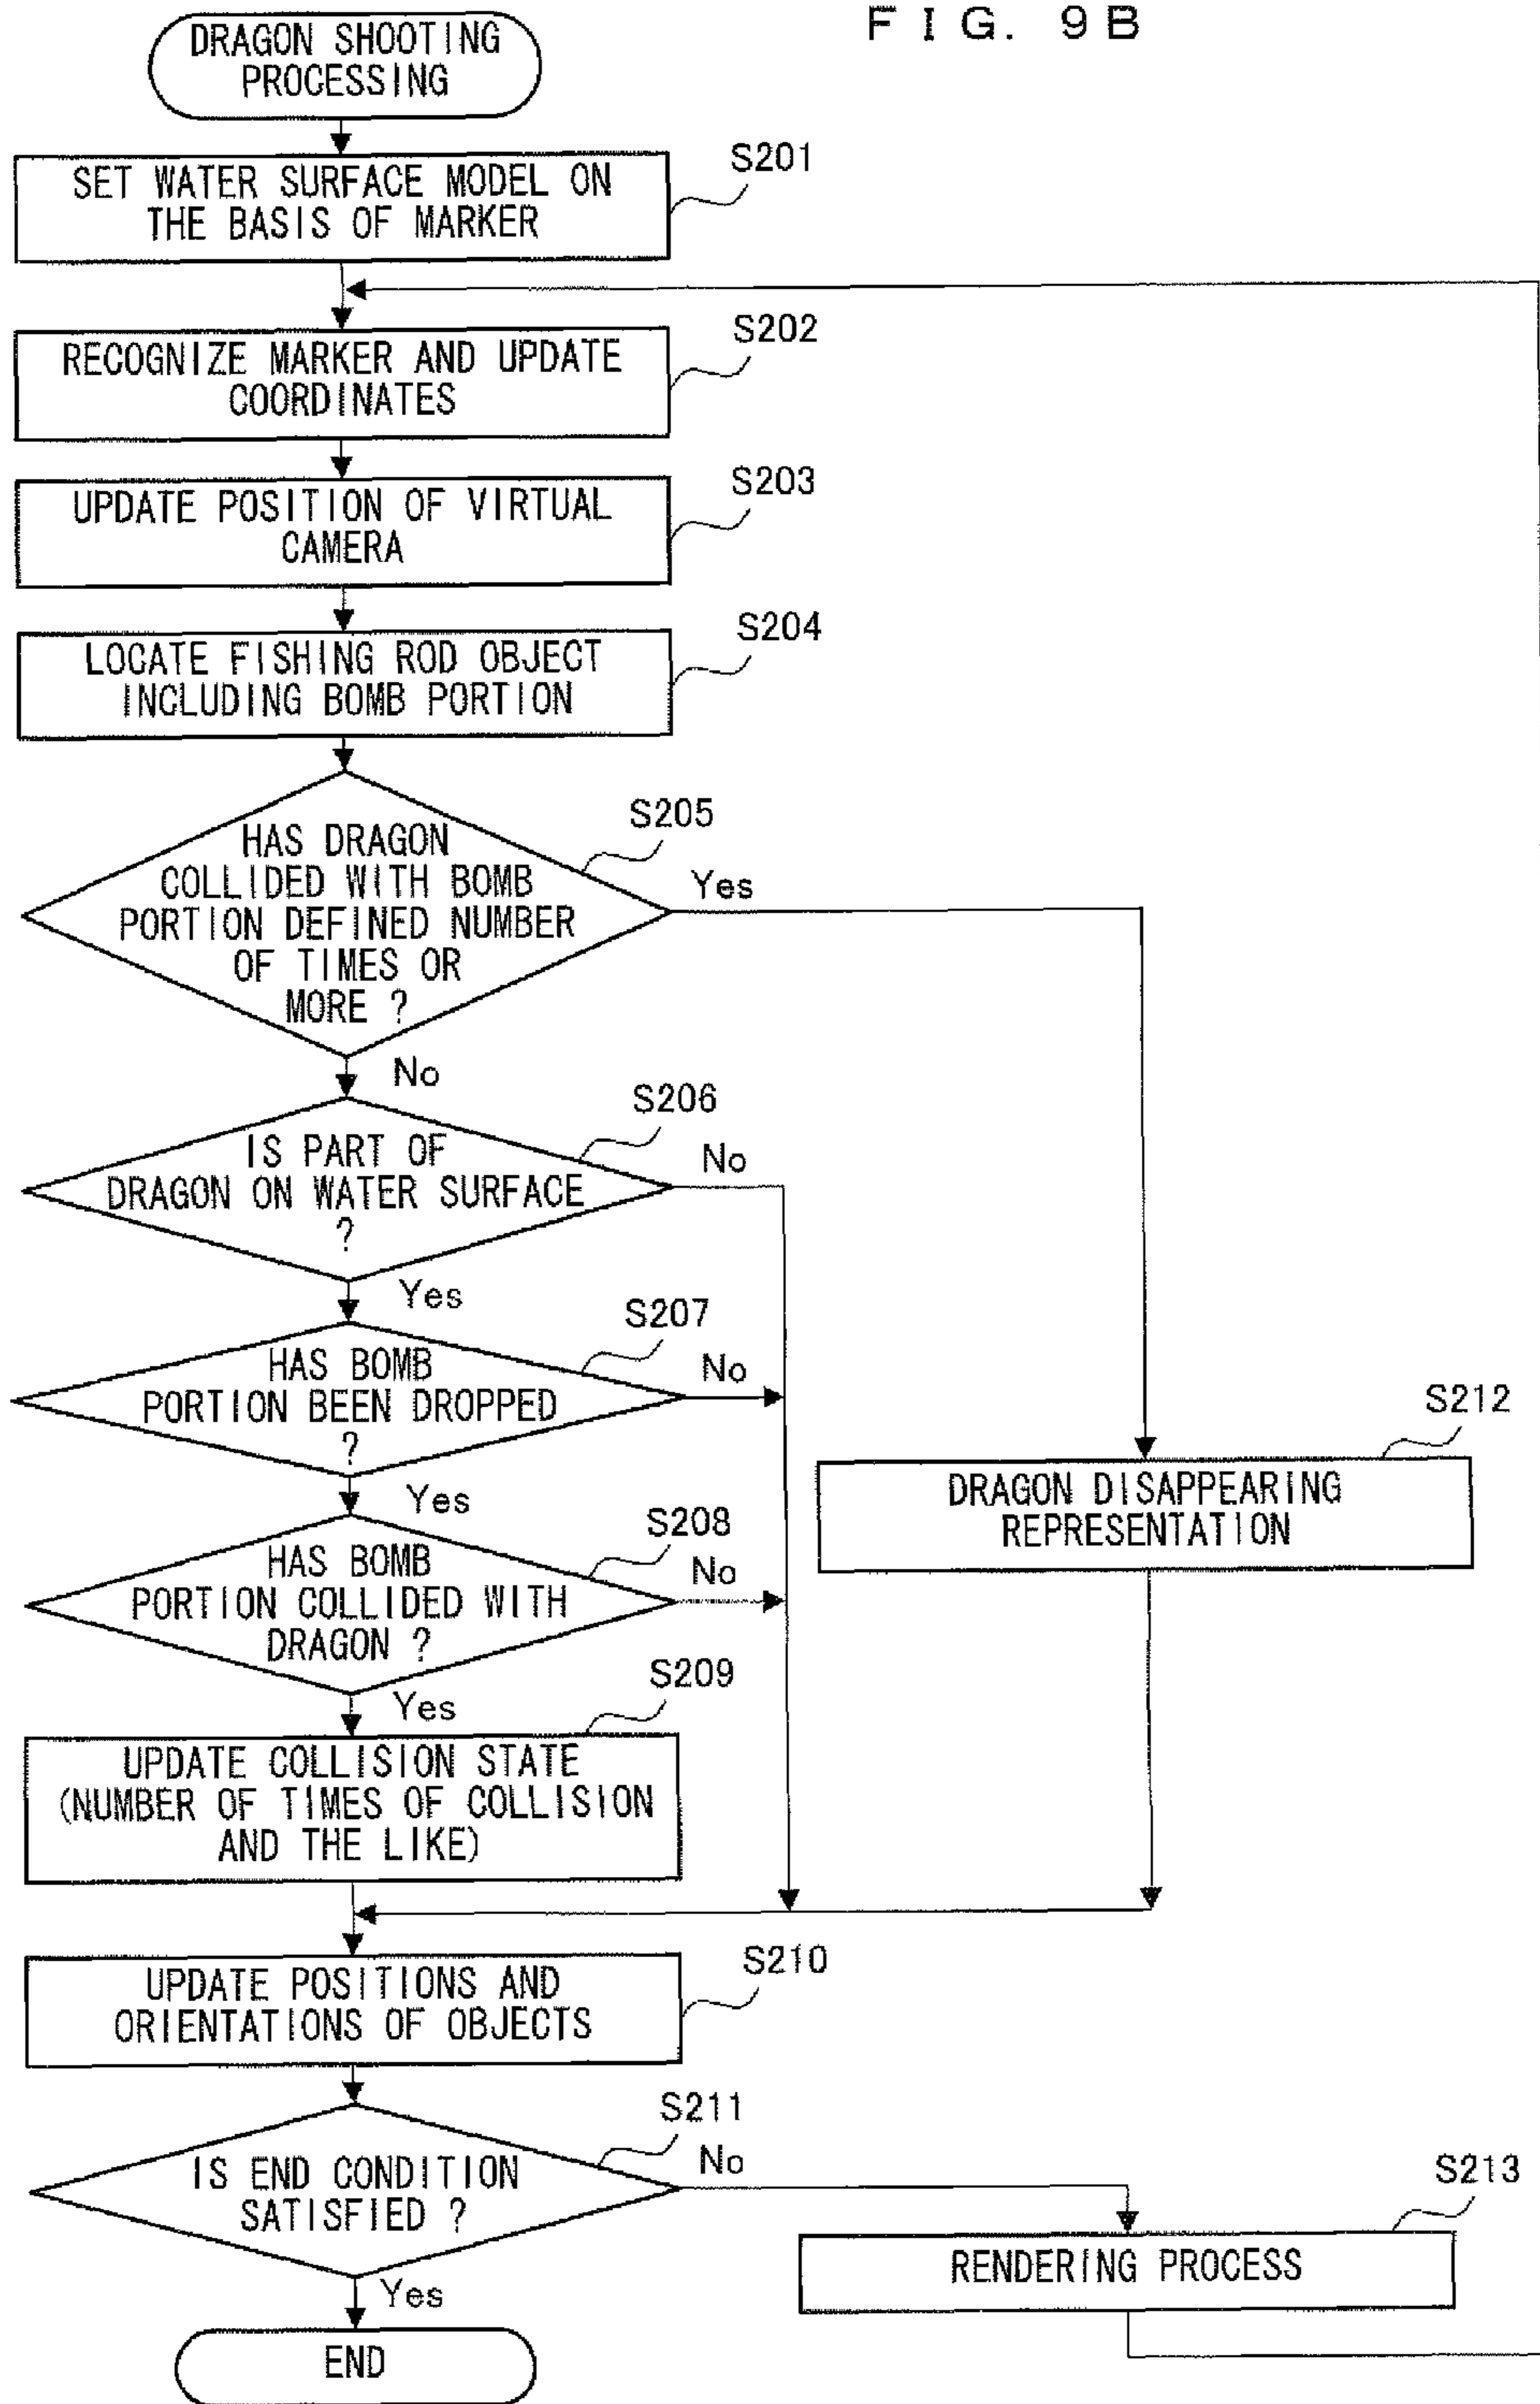 FIG. 9B
DRAGON SHOOTING
PROCESSING
S201
SET WATER SURFACE MODEL ON
THE BASIS OF MARKER
S202
RECOGNIZE MARKER AND UPDATE
COORDINATES
S203
UPDATE POSITION OF VIRTUAL
CAMERA
S204
LOCATE FISHING ROD OBJECT
INCLUDING BOMB PORTION
S205
HAS DRAGON
COLLIDED WITH BOMB
PORTION DEFINED NUMBER
OF TIMES OR
MORE ?
Yes
No
S206
IS PART OF
DRAGON ON WATER SURFACE
?
No
Yes
S207
HAS BOMB
PORTION BEEN DROPPED
?
No
Yes
S212
DRAGON DISAPPEARING
REPRESENTATION
S208
HAS BOMB
PORTION COLLIDED WITH
DRAGON ?
No
Yes
S209
UPDATE COLLISION STATE
(NUMBER OF TIMES OF COLLISION
AND THE LIKE)
S210
UPDATE POSITIONS AND
ORIENTATIONS OF OBJECTS
S211
IS END CONDITION
SATISFIED ?
No
Yes
S213
RENDERING PROCESS
END